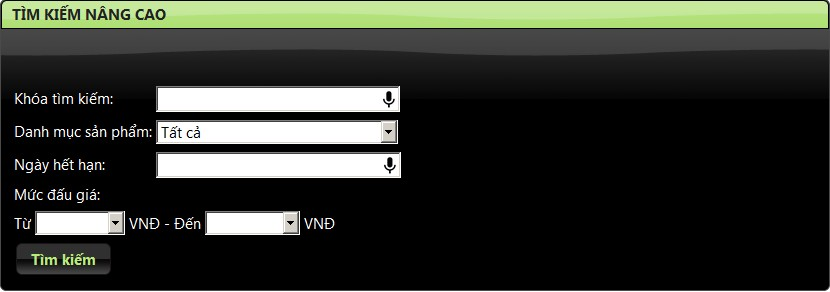 TÌM KIẾM NÂNG CAO
Khóa tìm kiếm:
Danh mục sản phẩm: Tất cả
Ngày hết hạn:
Mức đấu giá:
Từ VNĐ - Đến VNĐ
Tìm kiếm